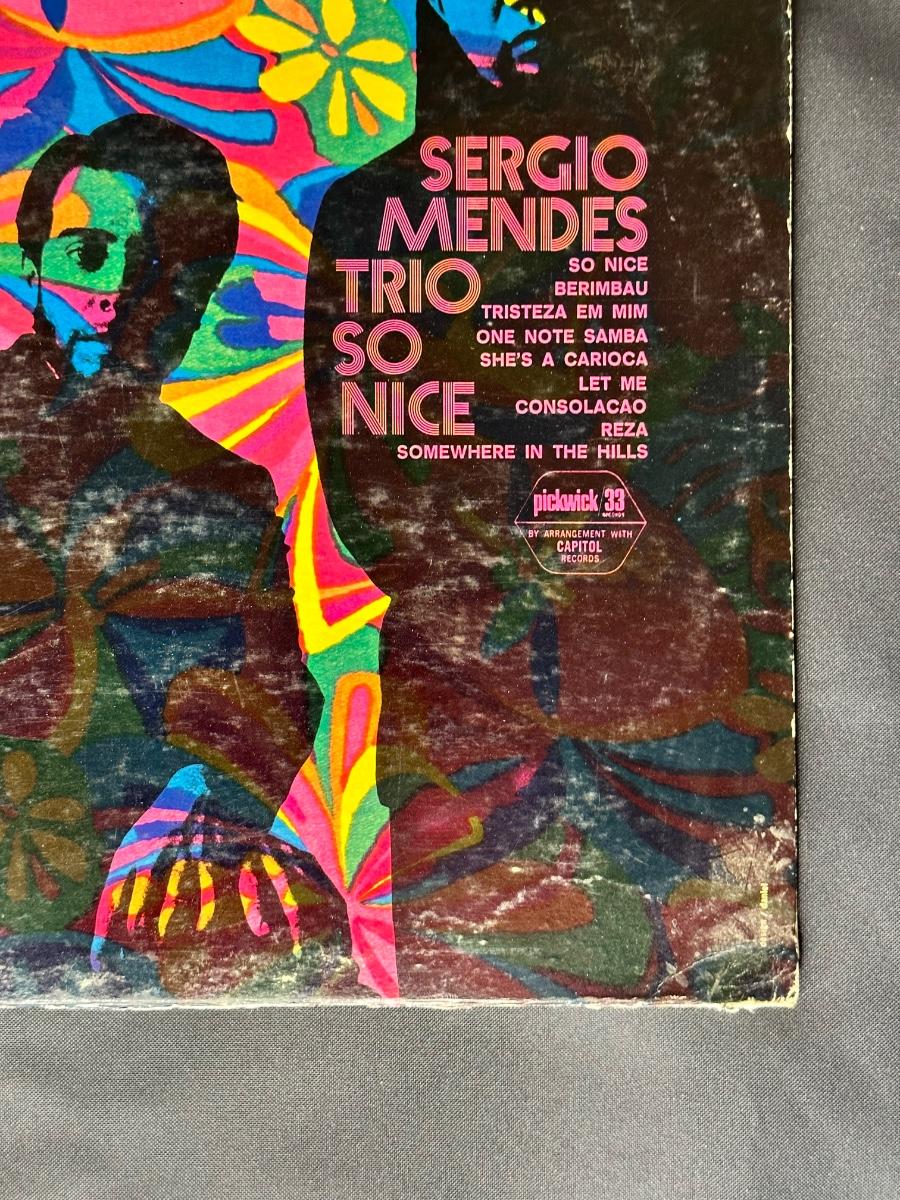 SERGIO
MENDES
TRIO
SO
NICE
SO NICE
BERIMBAU
TRISTEZA EM MIM
ONE NOTE SAMBA
SHE'S A CARIOCA
LET ME
CONSOLACAO
REZA
SOMEWHERE IN THE HILLS
pickwick/33
RECORDS
BY ARRANGEMENT WITH
CAPITOL
RECORDS